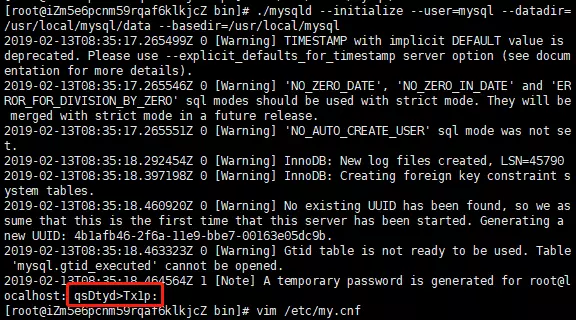 [root@iZm5e6pcnm59rqaf6klkjcZ bin]# ./mysqld --initialize --user=mysql --datadir=
/usr/local/mysql/data --basedir=/usr/local/mysql
2019-02-13T08:35:17.265499Z 0 [Warning] TIMESTAMP with implicit DEFAULT value is
deprecated. Please use --explicit_defaults_for_timestamp server option (see docum
entation for more details).
2019-02-13T08:35:17.265546Z 0 [Warning] 'NO_ZERO_DATE', 'NO_ZERO_IN_DATE' and 'ER
ROR_FOR_DIVISION_BY_ZERO' sql modes should be used with strict mode. They will be
 merged with strict mode in a future release.
2019-02-13T08:35:17.265551Z 0 [Warning] 'NO_AUTO_CREATE_USER' sql mode was not se
t.
2019-02-13T08:35:18.292454Z 0 [Warning] InnoDB: New log files created, LSN=45790
2019-02-13T08:35:18.397198Z 0 [Warning] InnoDB: Creating foreign key constraint s
ystem tables.
2019-02-13T08:35:18.460920Z 0 [Warning] No existing UUID has been found, so we as
sume that this is the first time that this server has been started. Generating a
new UUID: 4b1afb46-2f6a-11e9-bbe7-00163e05dc9b.
2019-02-13T08:35:18.463323Z 0 [Warning] Gtid table is not ready to be used. Table
 'mysql.gtid_executed' cannot be opened.
2019-02-13T08:35:18.464564Z 1 [Note] A temporary password is generated for root@l
ocalhost: qsDtyd>Tx1p:
[root@iZm5e6pcnm59rqaf6klkjcZ bin]# vim /etc/my.cnf